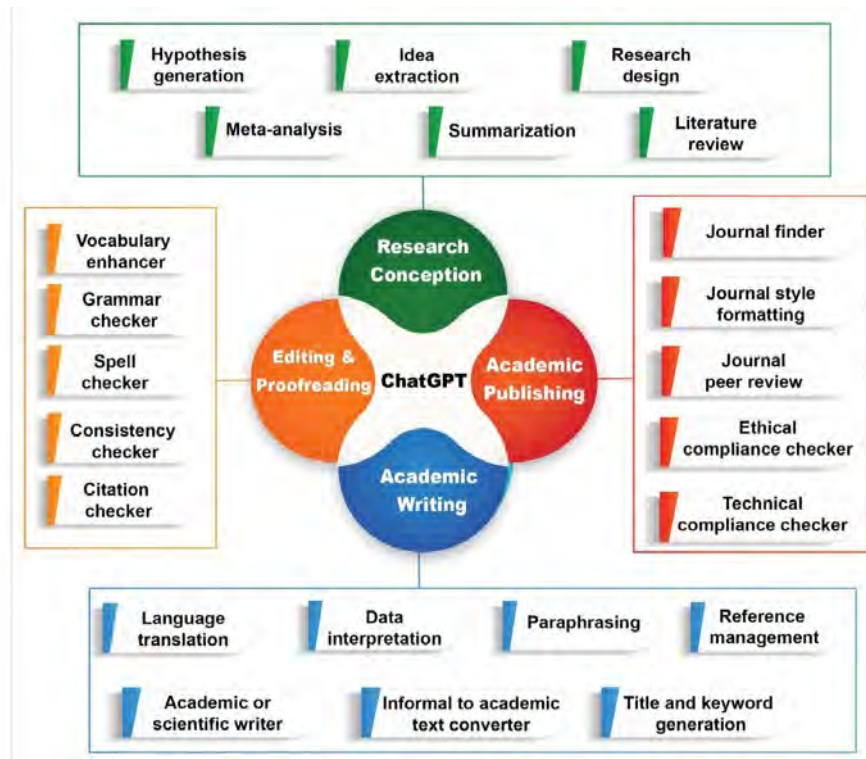 Hypothesis
generation
Idea
extraction
Research
design
Meta-analysis
Summarization
Literature
review
Vocabulary
enhancer
Grammar
checker
Spell
checker
Consistency
checker
Citation
checker
Research
Conception
Editing &
Proofreading
ChatGPT
Academic
Publishing
Academic
Writing
Journal finder
Journal style
formatting
Journal
peer review
Ethical
compliance checker
Technical
compliance checker
Language
translation
Data
interpretation
Paraphrasing
Reference
management
Academic or
scientific writer
Informal to academic
text converter
Title and keyword
generation